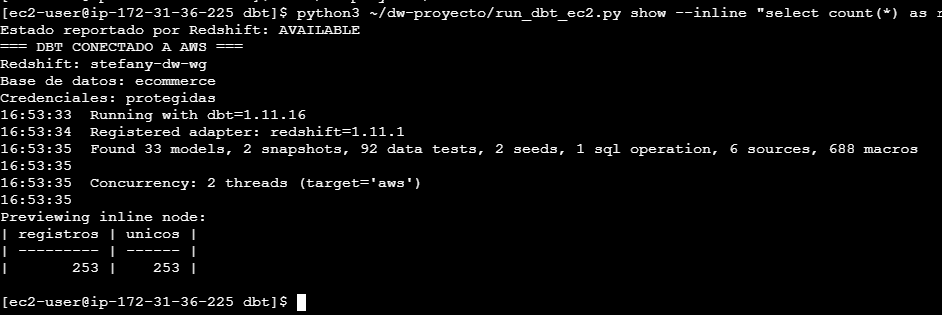 [ec2-user@ip-172-31-36-225 dbt]$ python3 ~/dw-proyecto/run_dbt_ec2.py show --inline "select count(*) as
Estado reportado por Redshift: AVAILABLE
=== DBT CONECTADO A AWS ===
Redshift: stefany-dw-wg
Base de datos: ecommerce
Credenciales: protegidas
16:53:33  Running with dbt=1.11.16
16:53:34  Registered adapter: redshift=1.11.1
16:53:35  Found 33 models, 2 snapshots, 92 data tests, 2 seeds, 1 sql operation, 6 sources, 688 macros
16:53:35
16:53:35  Concurrency: 2 threads (target='aws')
16:53:35
Previewing inline node:
| registros | unicos |
| --------- | ------ |
|       253 |    253 |
[ec2-user@ip-172-31-36-225 dbt]$